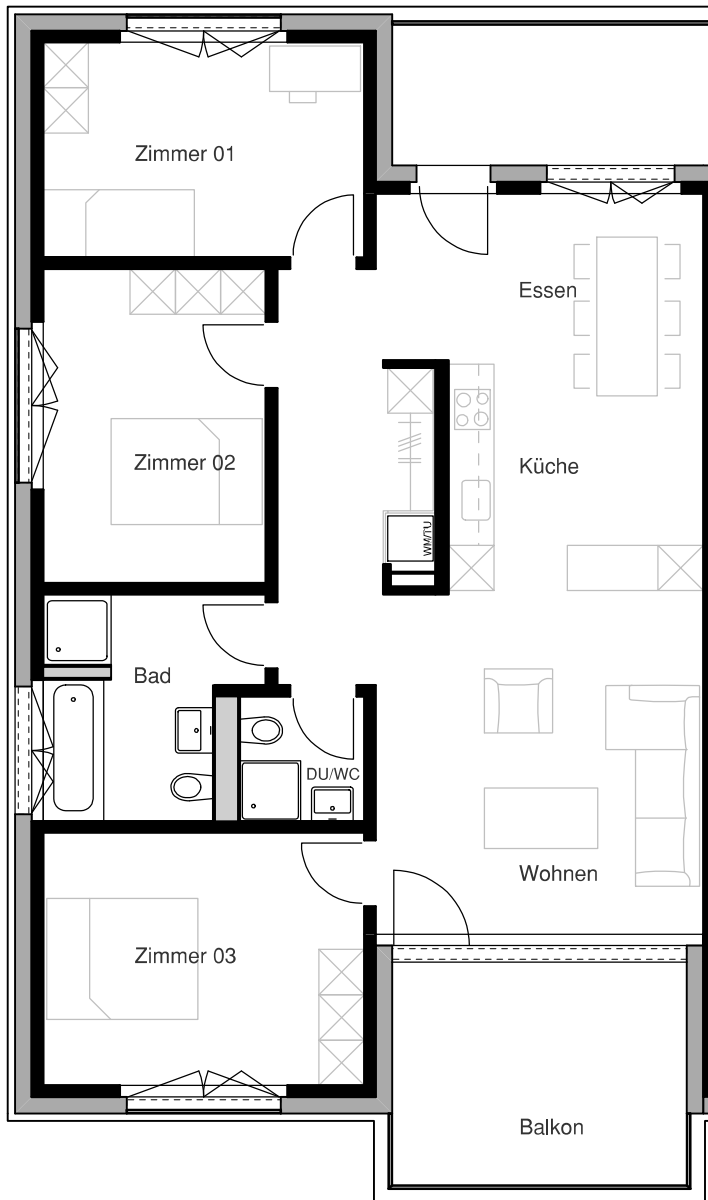 Zimmer 01
Essen
Zimmer 02
Küche
WM/TU
Bad
DU/WC
Wohnen
Zimmer 03
Balkon